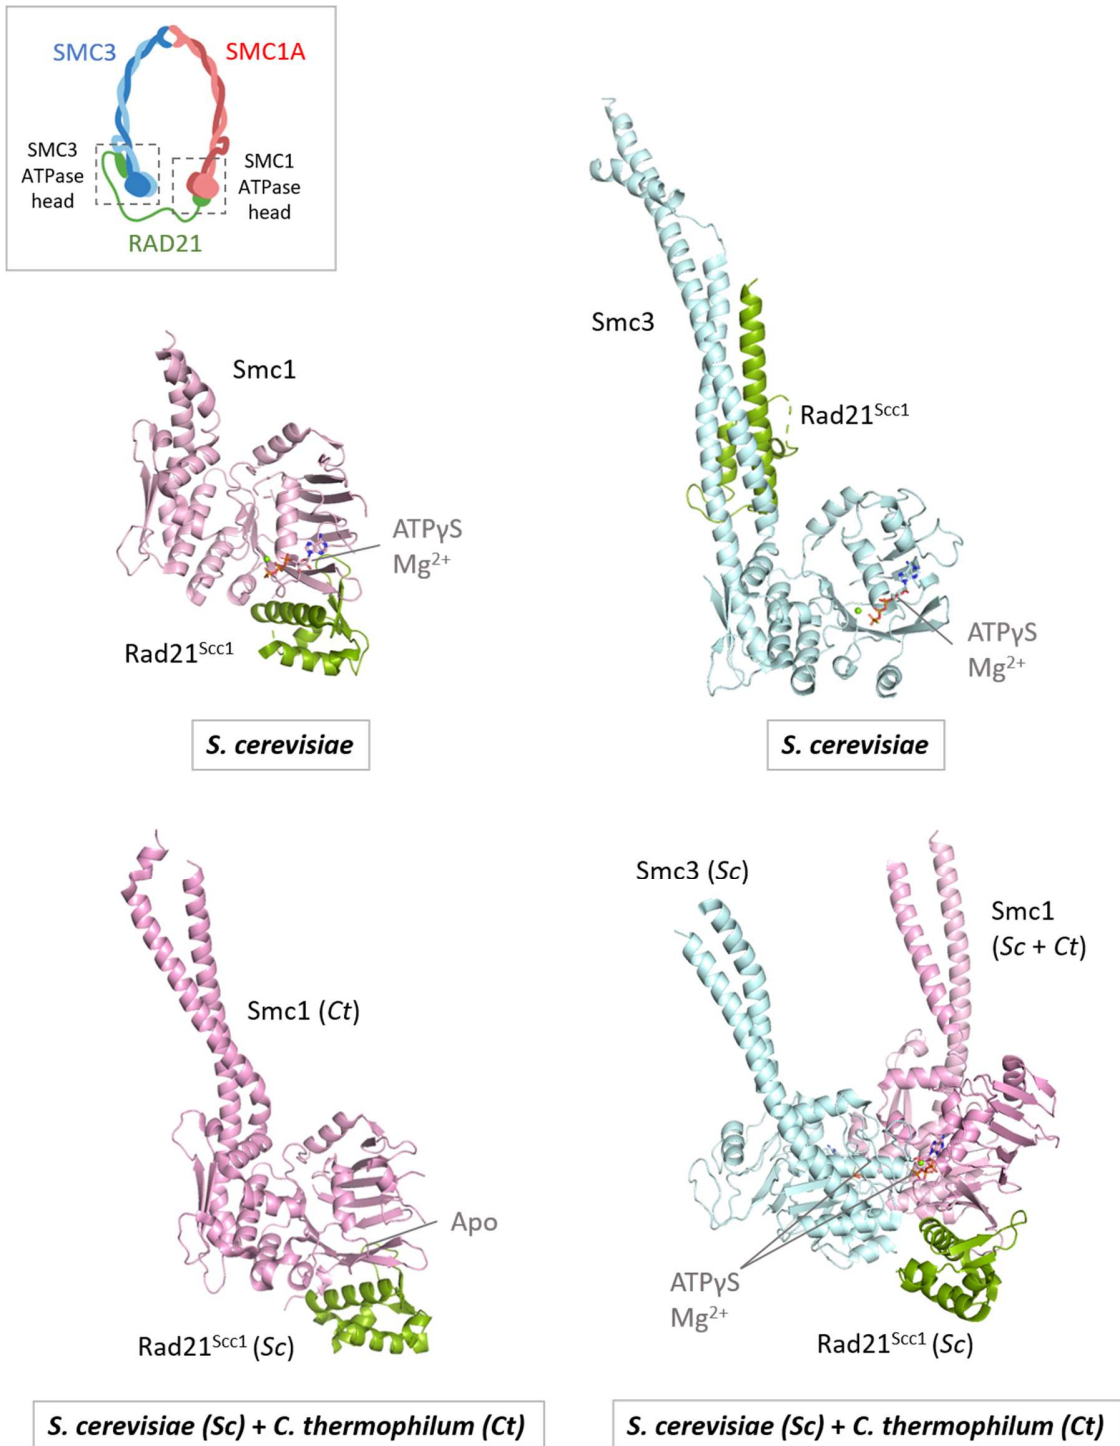 SMC3
SMC1A
SMC3
ATPase
head
SMC1
ATPase
head
RAD21
Smc1
ATPγS
Mg²⁺
Rad21ˢᶜᶜ¹
S. cerevisiae
Smc3
Rad21ˢᶜᶜ¹
ATPγS
Mg²⁺
S. cerevisiae
Smc1 (Ct)
Apo
Rad21ˢᶜᶜ¹ (Sc)
S. cerevisiae (Sc) + C. thermophilum (Ct)
Smc3 (Sc)
Smc1
(Sc + Ct)
ATPγS
Mg²⁺
Rad21ˢᶜᶜ¹ (Sc)
S. cerevisiae (Sc) + C. thermophilum (Ct)